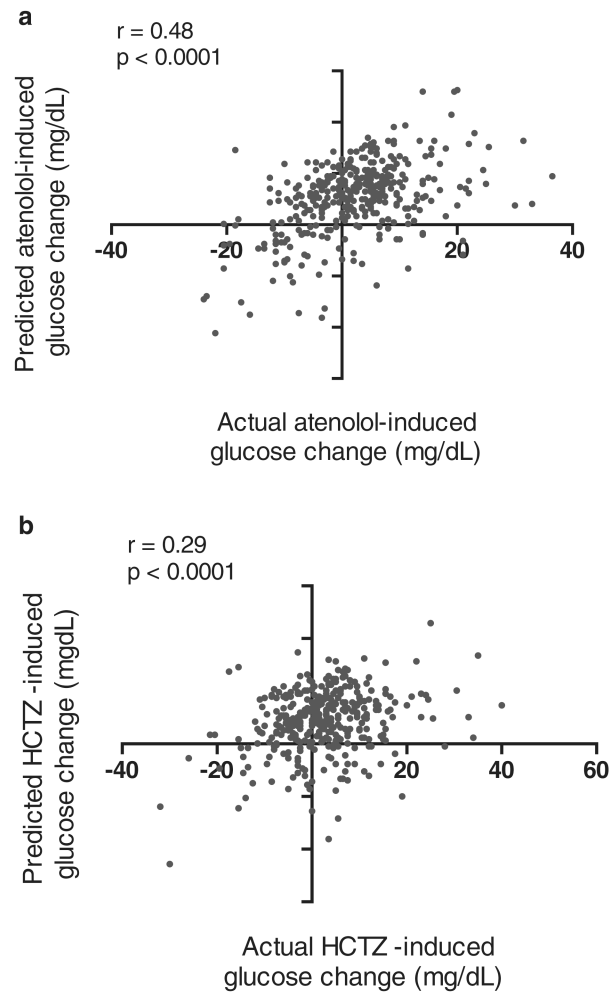 a
r = 0.48
p < 0.0001
Predicted atenolol-induced
glucose change (mg/dL)
-40
-20
20
40
Actual atenolol-induced
glucose change (mg/dL)
b
r = 0.29
p < 0.0001
Predicted HCTZ -induced
glucose change (mgdL)
-40
-20
20
40
60
Actual HCTZ -induced
glucose change (mg/dL)